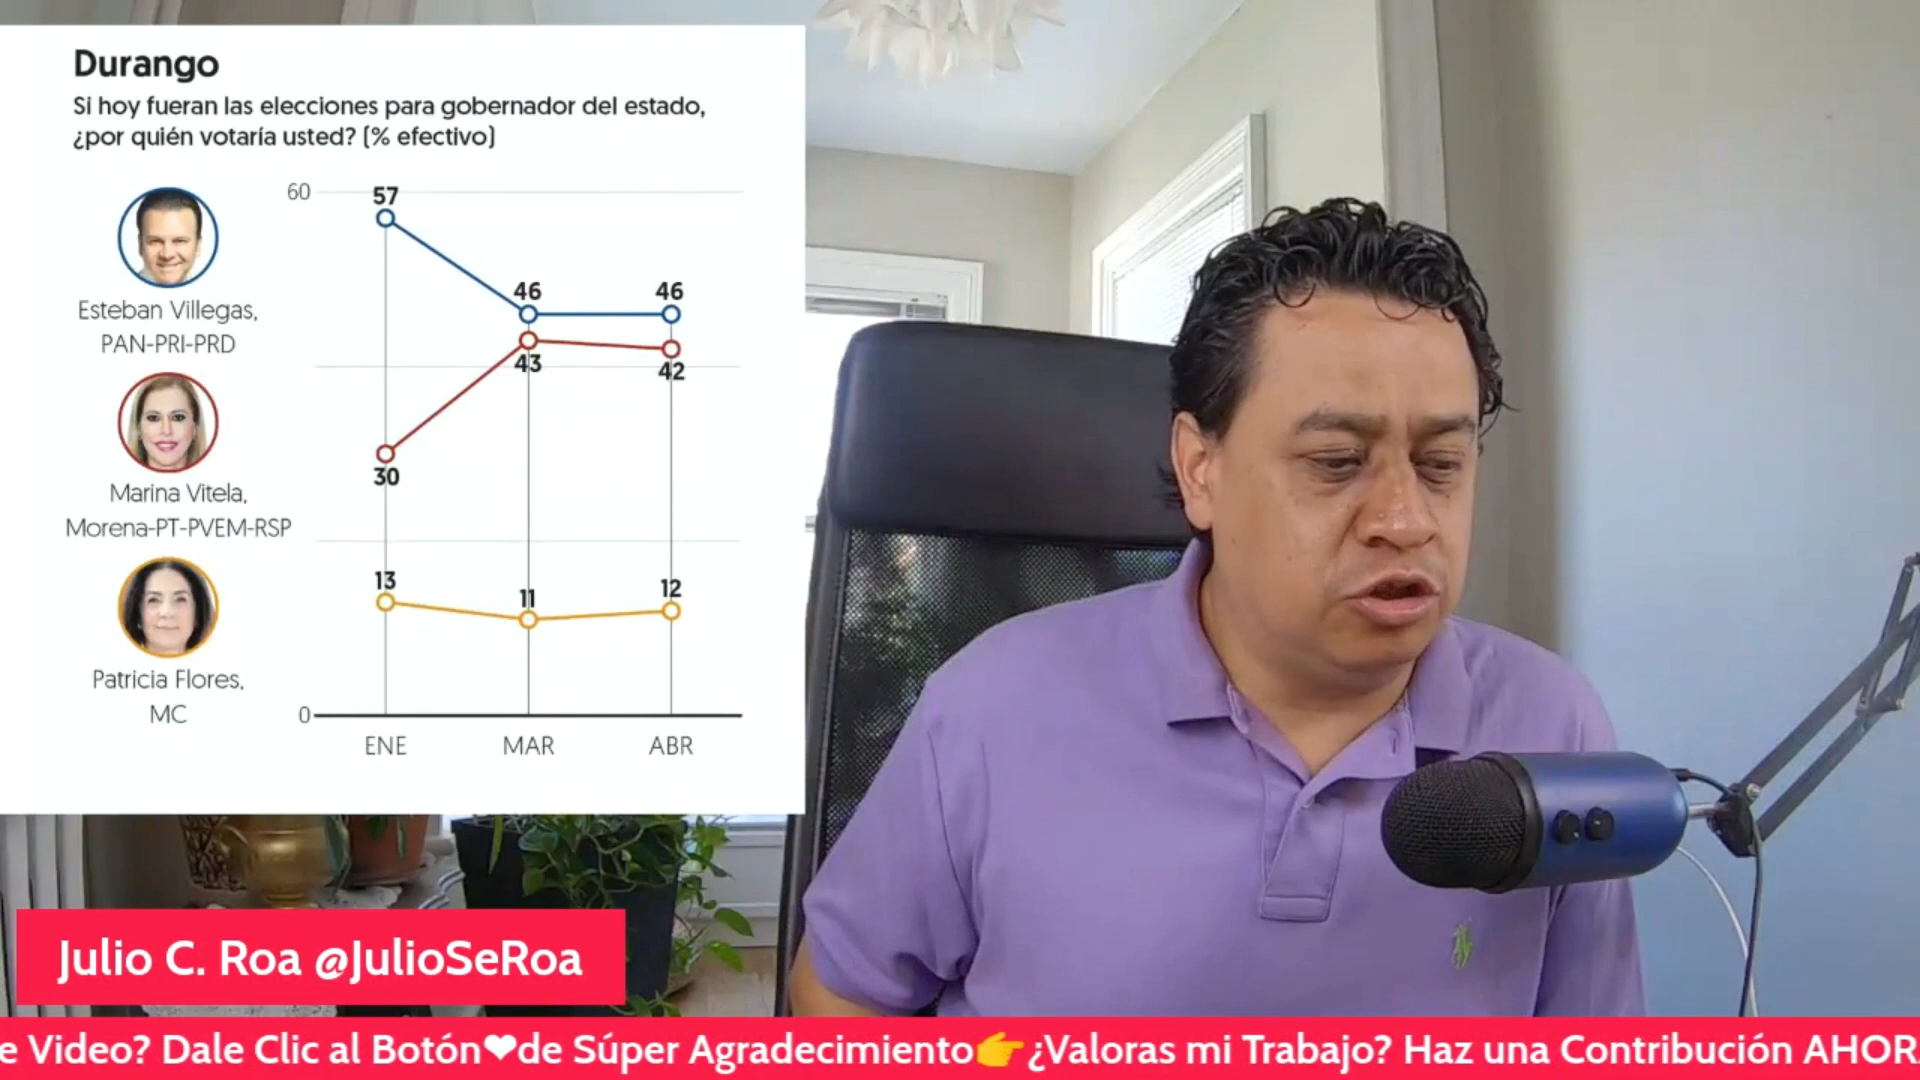 Durango
Si hoy fueran las elecciones para gobernador del estado,
¿por quién votaría usted? (% efectivo)
60
57
46
46
43
42
30
13
11
12
0
ENE
MAR
ABR
Esteban Villegas,
PAN-PRI-PRD
Marina Vitela,
Morena-PT-PVEM-RSP
Patricia Flores,
MC
Julio C. Roa @JulioSeRoa
e Video? Dale Clic al Botón❤de Súper Agradecimiento👉¿Valoras mi Trabajo? Haz una Contribución AHOR